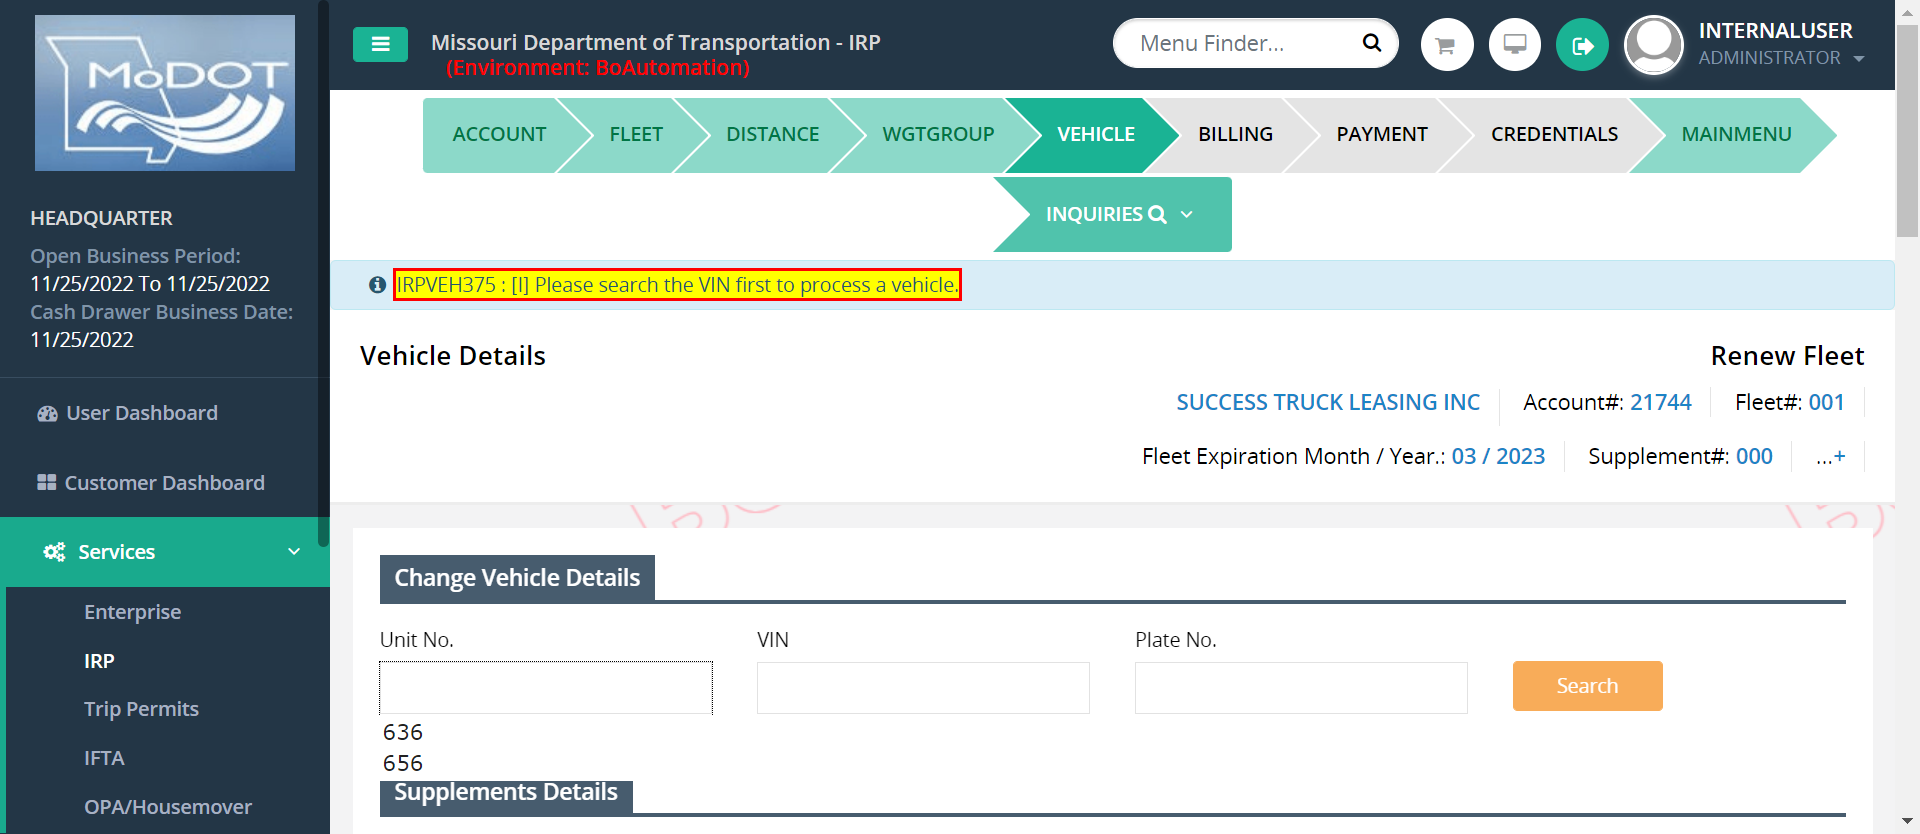 MoDOT
HEADQUARTER
Open Business Period:
11/25/2022 To 11/25/2022
Cash Drawer Business Date:
11/25/2022
User Dashboard
Customer Dashboard
Services
Enterprise
IRP
Trip Permits
IFTA
OPA/Housemover
Missouri Department of Transportation - IRP
(Environment: BoAutomation)
Menu Finder...
INTERNALUSER
ADMINISTRATOR
ACCOUNT
FLEET
DISTANCE
WGTGROUP
VEHICLE
BILLING
PAYMENT
CREDENTIALS
MAINMENU
INQUIRIES
IRPVEH375 : [I] Please search the VIN first to process a vehicle.
Vehicle Details
Renew Fleet
SUCCESS TRUCK LEASING INC
Account#: 21744
Fleet#: 001
Fleet Expiration Month / Year.: 03 / 2023
Supplement#: 000
...+
Change Vehicle Details
Unit No.
VIN
Plate No.
Search
636
656
Supplements Details